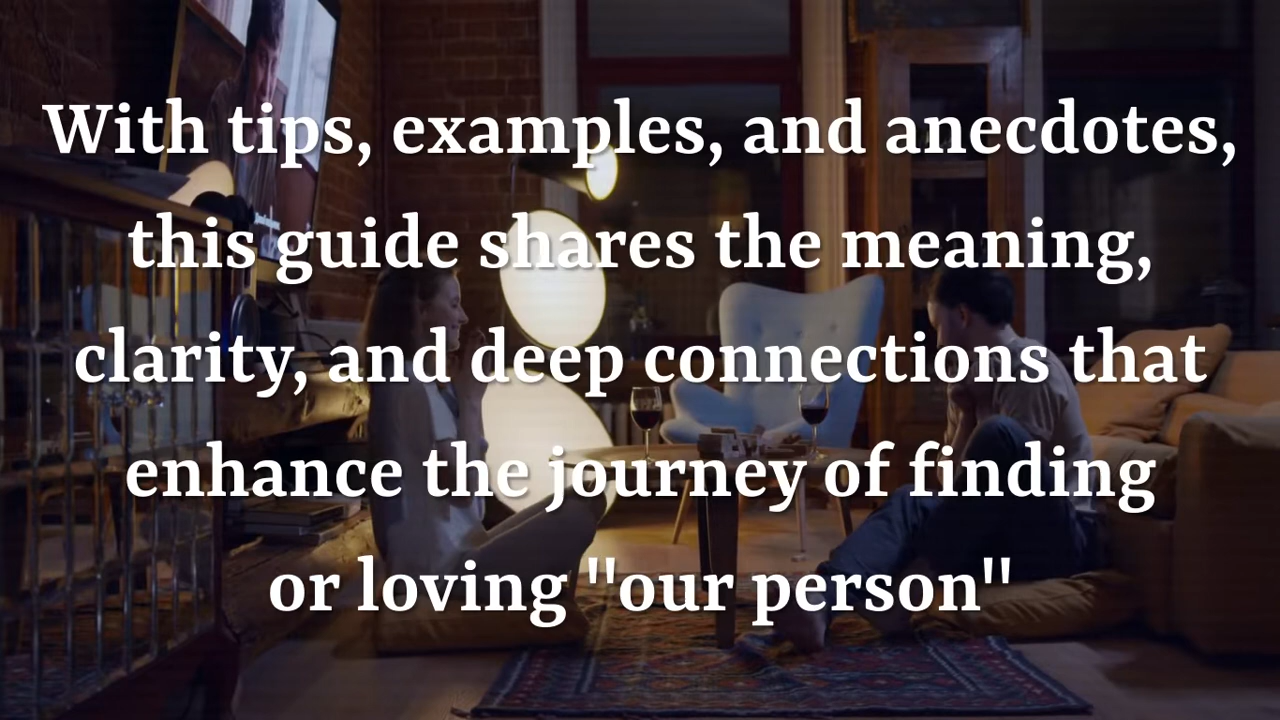 With tips, examples, and anecdotes,
this guide shares the meaning,
clarity, and deep connections that
enhance the journey of finding
or loving "our person"